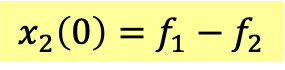 x₂(0) = f₁ − f₂